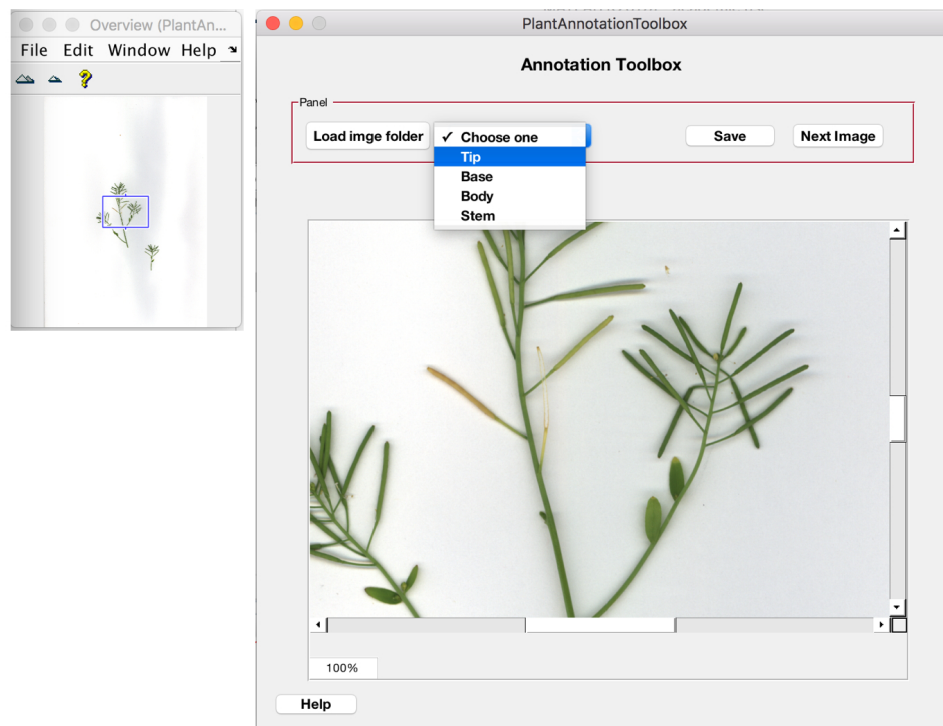 Overview (PlantAn...
File Edit Window Help
?
PlantAnnotationToolbox
Annotation Toolbox
Panel
Load imge folder
✓ Choose one
Tip
Base
Body
Stem
Save
Next Image
100%
Help